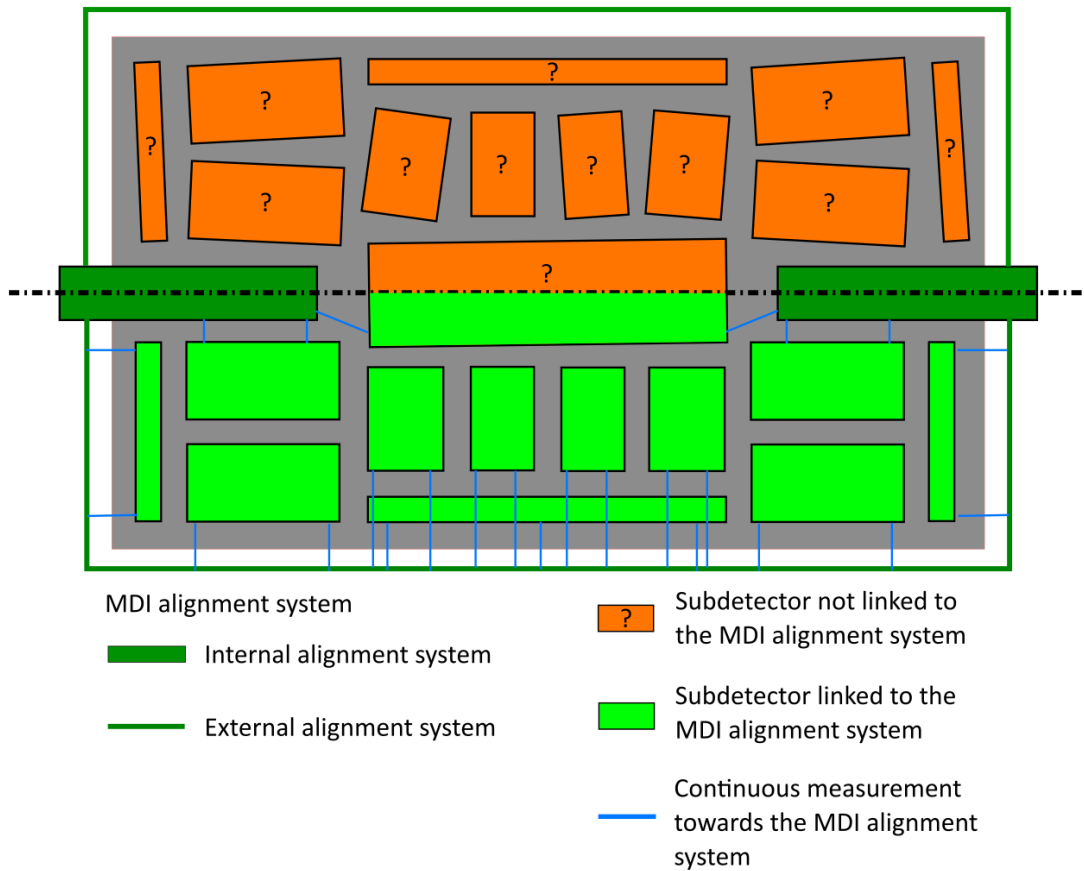 ?
?
?
?
?
?
?
?
?
?
?
?
MDI alignment system
Internal alignment system
External alignment system
?
Subdetector not linked to
the MDI alignment system
Subdetector linked to the
MDI alignment system
Continuous measurement
towards the MDI alignment
system